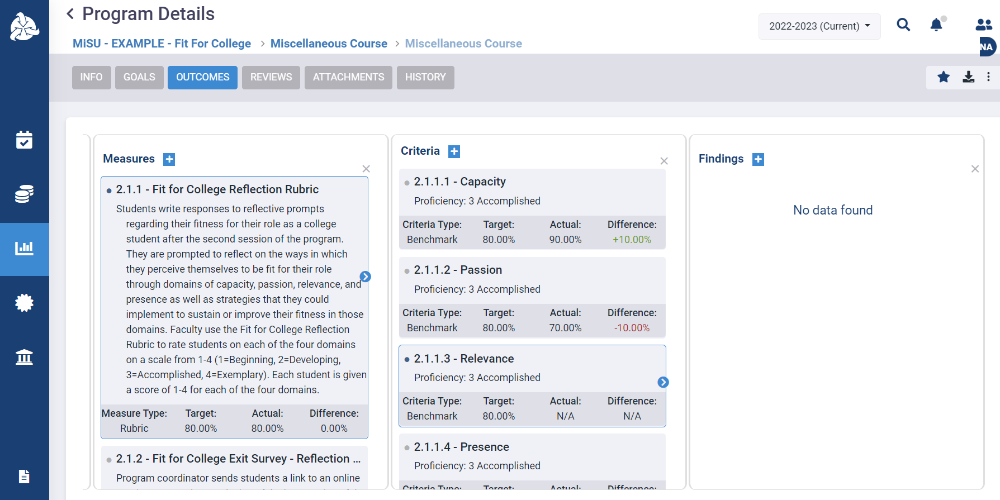 Program Details
2022-2023 (Current)
MiSU - EXAMPLE - Fit For College > Miscellaneous Course > Miscellaneous Course
NA
INFO GOALS OUTCOMES REVIEWS ATTACHMENTS HISTORY
Measures
2.1.1 - Fit for College Reflection Rubric
Students write responses to reflective prompts
regarding their fitness for their role as a college
student after the second session of the program.
They are prompted to reflect on the ways in which
they perceive themselves to be fit for their role
through domains of capacity, passion, relevance, and
presence as well as strategies that they could
implement to sustain or improve their fitness in those
domains. Faculty use the Fit for College Reflection
Rubric to rate students on each of the four domains
on a scale from 1-4 (1=Beginning, 2=Developing,
3=Accomplished, 4=Exemplary). Each student is given
a score of 1-4 for each of the four domains.
Measure Type: Target: Actual: Difference:
Rubric 80.00% 80.00% 0.00%
2.1.2 - Fit for College Exit Survey - Reflection ...
Program coordinator sends students a link to an online
Criteria
2.1.1.1 - Capacity
Proficiency: 3 Accomplished
Criteria Type: Target: Actual: Difference:
Benchmark 80.00% 90.00% +10.00%
2.1.1.2 - Passion
Proficiency: 3 Accomplished
Criteria Type: Target: Actual: Difference:
Benchmark 80.00% 70.00% -10.00%
2.1.1.3 - Relevance
Proficiency: 3 Accomplished
Criteria Type: Target: Actual: Difference:
Benchmark 80.00% N/A N/A
2.1.1.4 - Presence
Proficiency: 3 Accomplished
Criteria Type: Target: Actual: Difference:
Findings
No data found